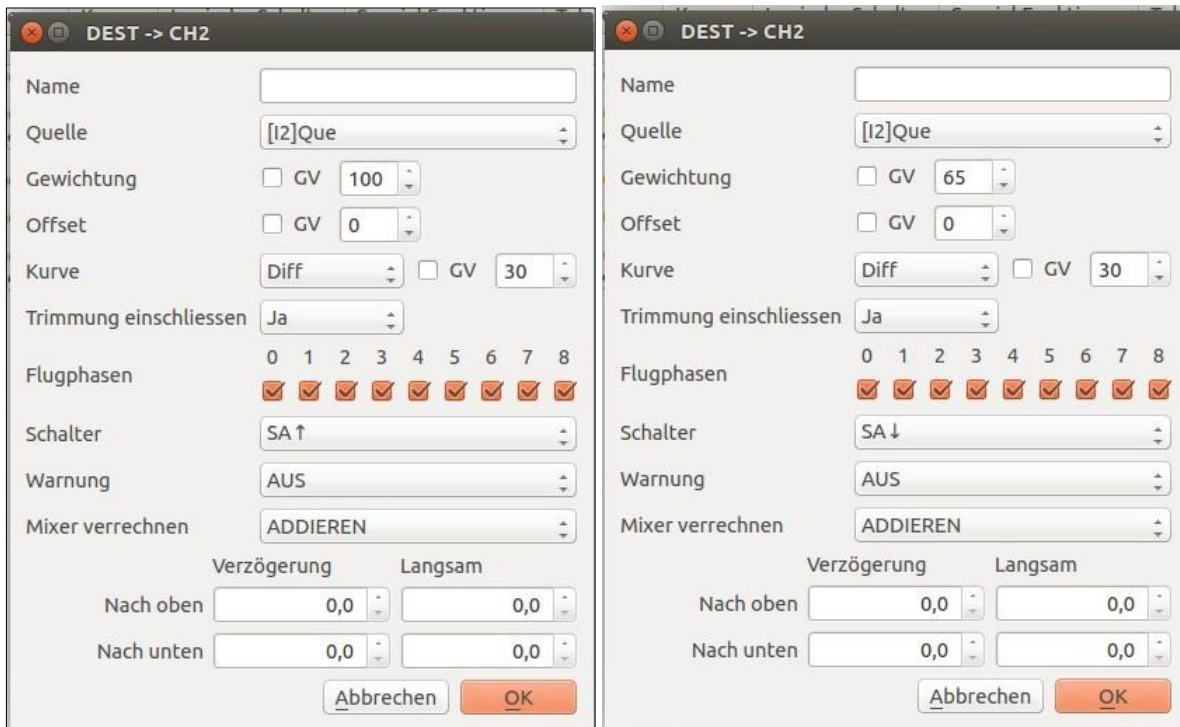 DEST -> CH2
Name
Quelle [I2]Que
Gewichtung GV 100
Offset GV 0
Kurve Diff GV 30
Trimmung einschliessen Ja
0 1 2 3 4 5 6 7 8
Flugphasen
Schalter SA↑
Warnung AUS
Mixer verrechnen ADDIEREN
Verzögerung Langsam
Nach oben 0,0 0,0
Nach unten 0,0 0,0
Abbrechen OK
DEST -> CH2
Name
Quelle [I2]Que
Gewichtung GV 65
Offset GV 0
Kurve Diff GV 30
Trimmung einschliessen Ja
0 1 2 3 4 5 6 7 8
Flugphasen
Schalter SA↓
Warnung AUS
Mixer verrechnen ADDIEREN
Verzögerung Langsam
Nach oben 0,0 0,0
Nach unten 0,0 0,0
Abbrechen OK